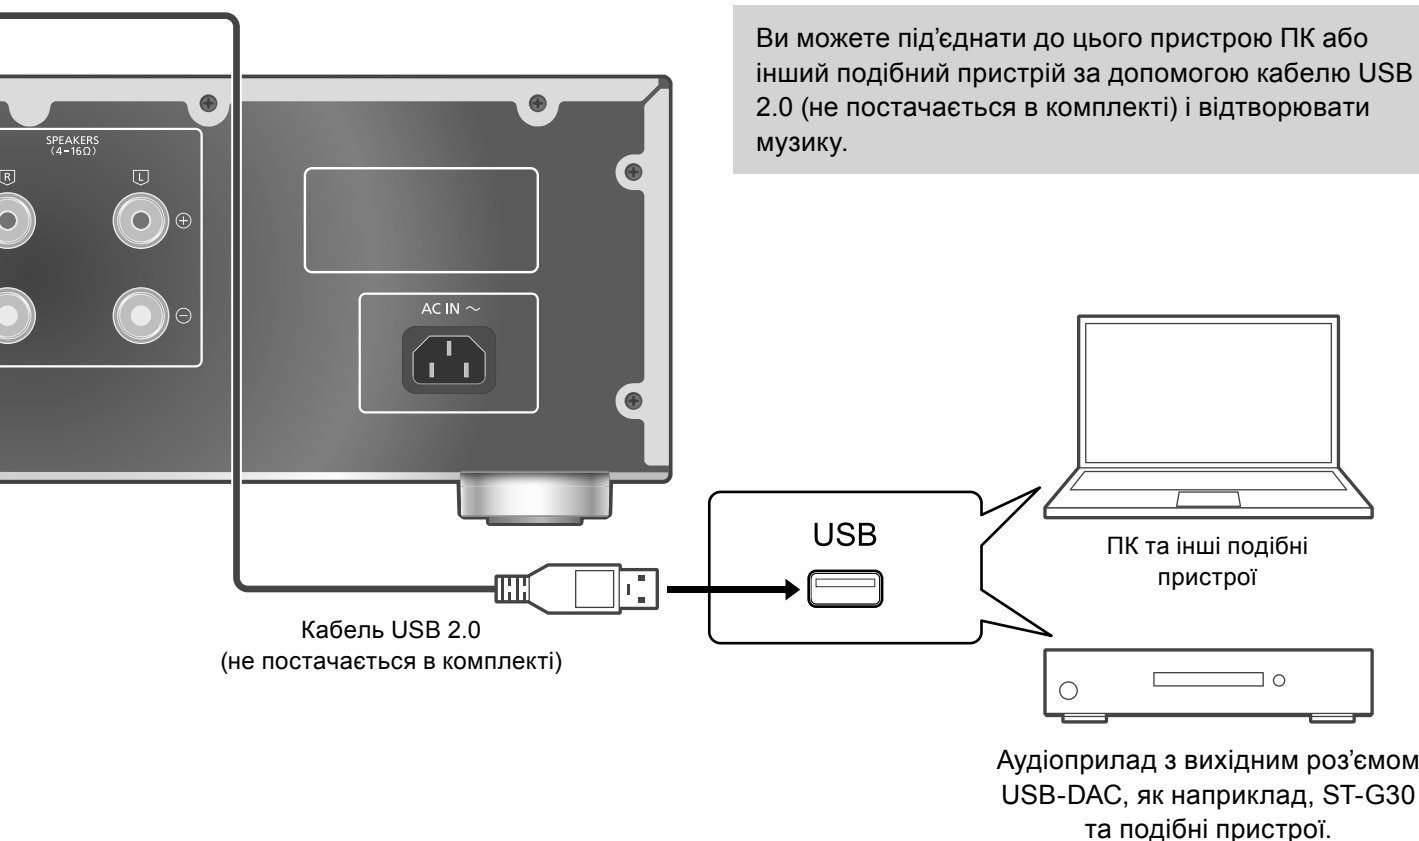 Ви можете під’єднати до цього пристрою ПК або
інший подібний пристрій за допомогою кабелю USB
2.0 (не постачається в комплекті) і відтворювати
музику.
SPEAKERS
(4-16Ω)
R
L
⊕
⊖
AC IN ～
USB
ПК та інші подібні
пристрої
Кабель USB 2.0
(не постачається в комплекті)
Аудіоприлад з вихідним роз’ємом
USB-DAC, як наприклад, ST-G30
та подібні пристрої.